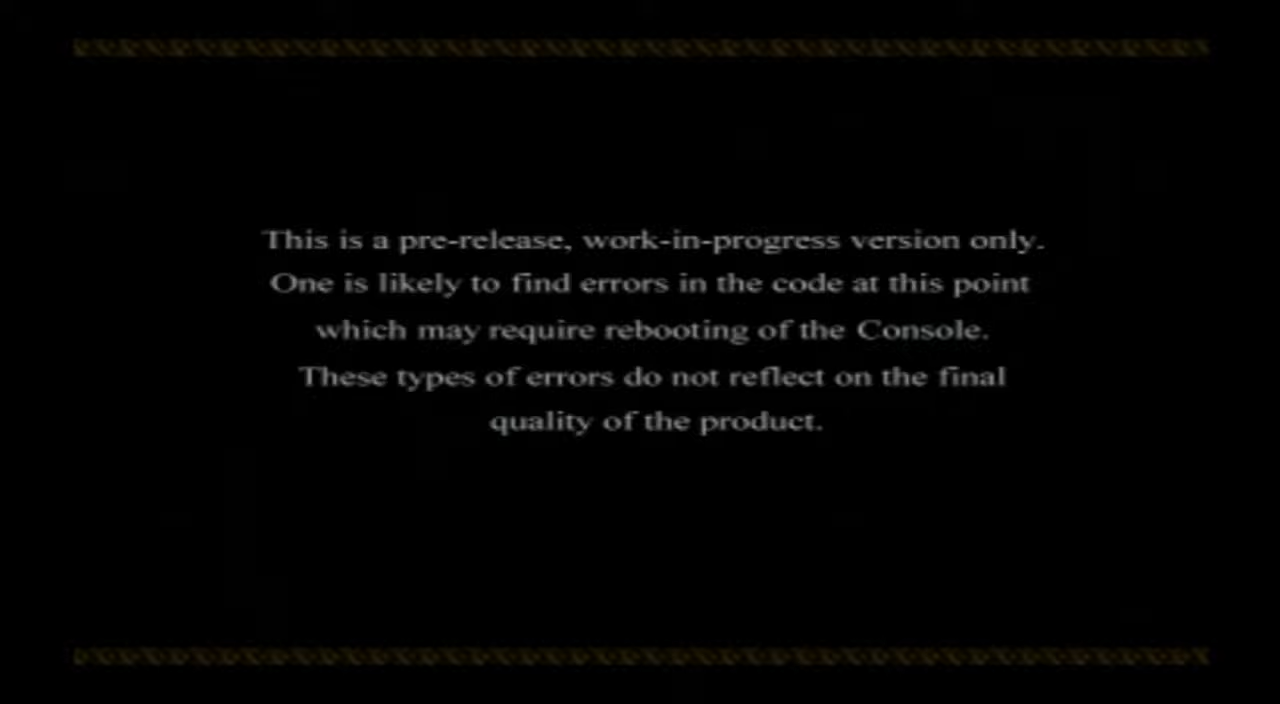 This is a pre-release, work-in-progress version only.
One is likely to find errors in the code at this point
which may require rebooting of the Console.
These types of errors do not reflect on the final
quality of the product.